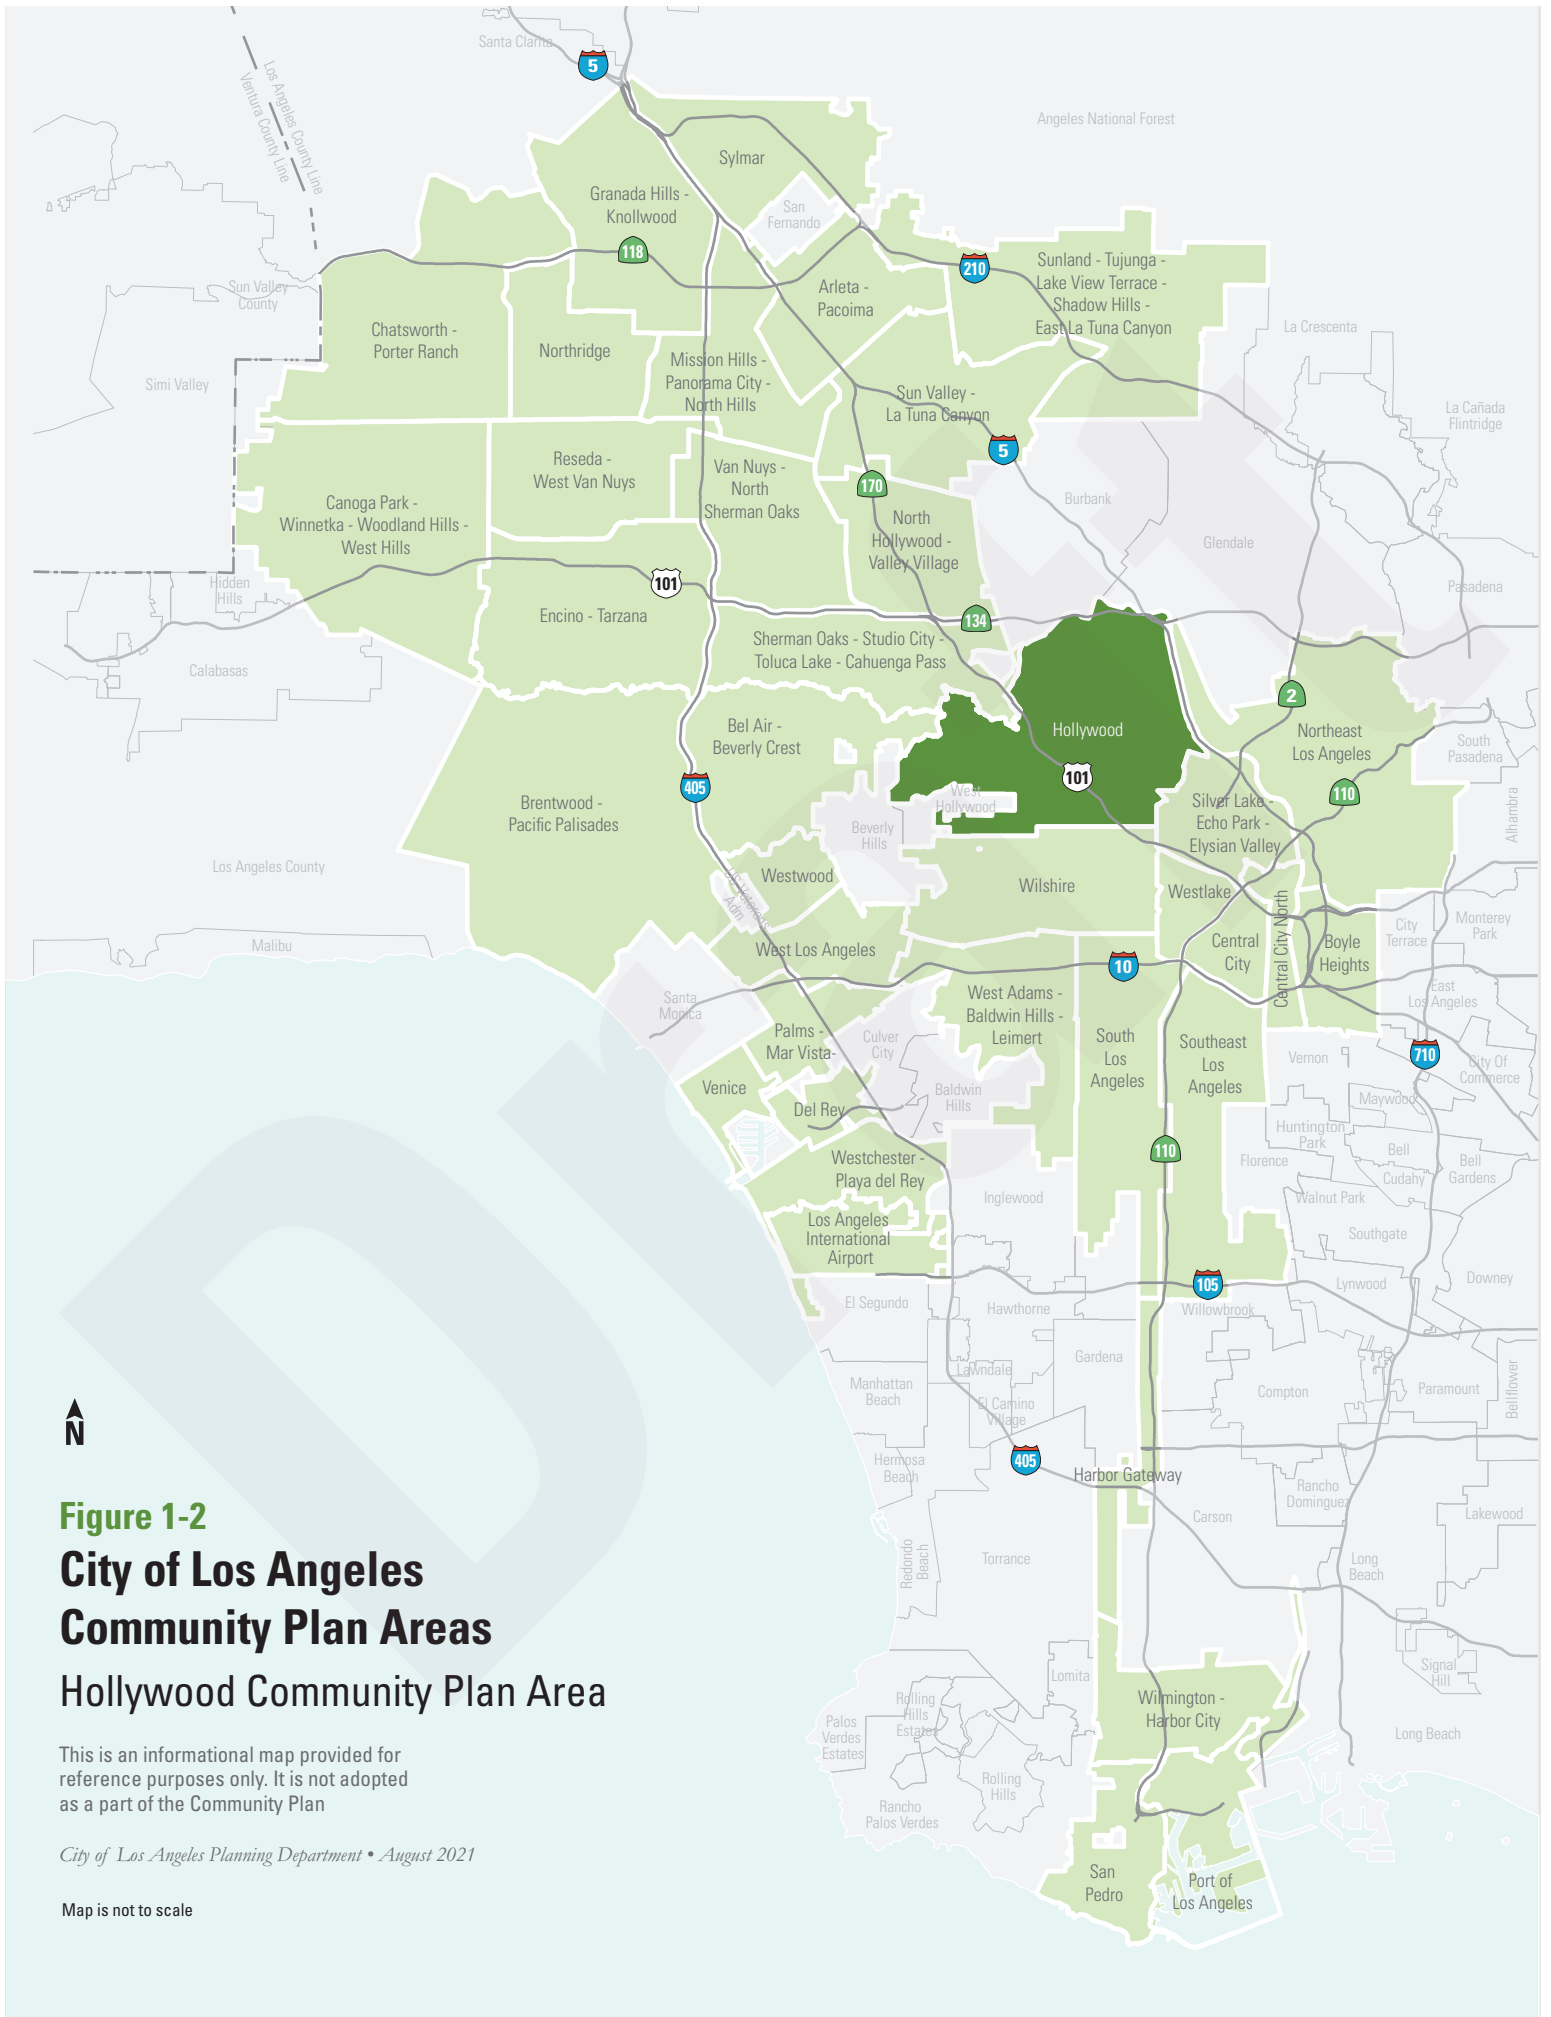 Santa Clarita
5
Los Angeles County Line
Ventura County Line
Angeles National Forest
Sylmar
Granada Hills -
Knollwood
San
Fernando
118
210
Sunland - Tujunga -
Lake View Terrace -
Shadow Hills -
East La Tuna Canyon
Sun Valley
County
Arleta -
Pacoima
La Crescenta
Chatsworth -
Porter Ranch
Northridge
Mission Hills -
Panorama City -
North Hills
Simi Valley
Sun Valley -
La Tuna Canyon
La Cañada
Flintridge
5
Reseda -
West Van Nuys
Van Nuys -
North
Sherman Oaks
170
Burbank
Canoga Park -
Winnetka - Woodland Hills -
West Hills
North
Hollywood -
Valley Village
Glendale
Hidden
Hills
101
Pasadena
Encino - Tarzana
134
Sherman Oaks - Studio City -
Toluca Lake - Cahuenga Pass
Calabasas
2
Bel Air -
Beverly Crest
Hollywood
Northeast
Los Angeles
South
Pasadena
101
405
110
Brentwood -
Pacific Palisades
West
Hollywood
Silver Lake -
Echo Park -
Elysian Valley
Alhambra
Beverly
Hills
Los Angeles County
Westwood
US Veterans
Adm
Wilshire
Westlake
Central City North
City
Terrace
Monterey
Park
Malibu
West Los Angeles
Central
City
Boyle
Heights
10
Santa
Monica
West Adams -
Baldwin Hills -
Leimert
East
Los Angeles
Palms -
Mar Vista-
Culver
City
South
Los
Angeles
Southeast
Los
Angeles
Vernon
710
City Of
Commerce
Venice
Baldwin
Hills
Maywood
Del Rey
Huntington
Park
110
Bell
Florence
Bell
Gardens
Westchester -
Playa del Rey
Cudahy
Inglewood
Walnut Park
Los Angeles
International
Airport
Southgate
105
Lynwood
Downey
El Segundo
Hawthorne
Willowbrook
Gardena
Lawndale
Manhattan
Beach
Compton
Paramount
Bellflower
El Camino
Village
N
Hermosa
Beach
405
Harbor Gateway
Rancho
Dominguez
Carson
Lakewood
Figure 1-2
City of Los Angeles
Community Plan Areas
Hollywood Community Plan Area
Redondo
Beach
Torrance
Long
Beach
Lomita
Signal
Hill
Rolling
Hills
Estates
Wilmington -
Harbor City
Palos
Verdes
Estates
Long Beach
This is an informational map provided for
reference purposes only. It is not adopted
as a part of the Community Plan
Rolling
Hills
Rancho
Palos Verdes
City of Los Angeles Planning Department • August 2021
San
Pedro
Port of
Los Angeles
Map is not to scale